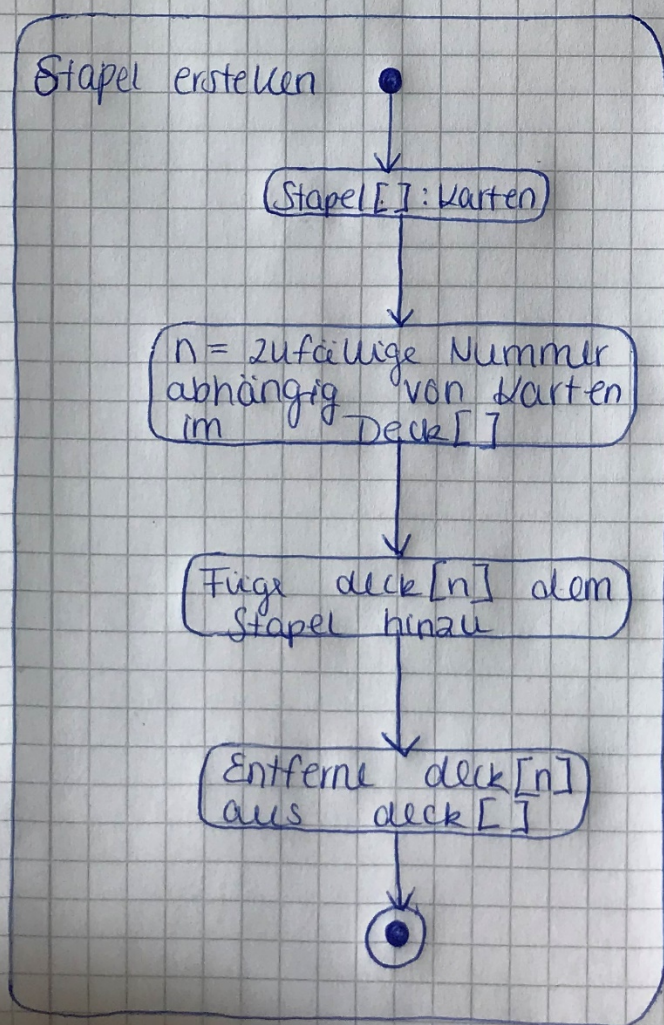 Stapel erstellen
Stapel[]: Karten
n = zufällige Nummer
abhängig von Karten
im Deck[]
Füge deck[n] dem
Stapel hinzu
Entferne deck[n]
aus deck[]